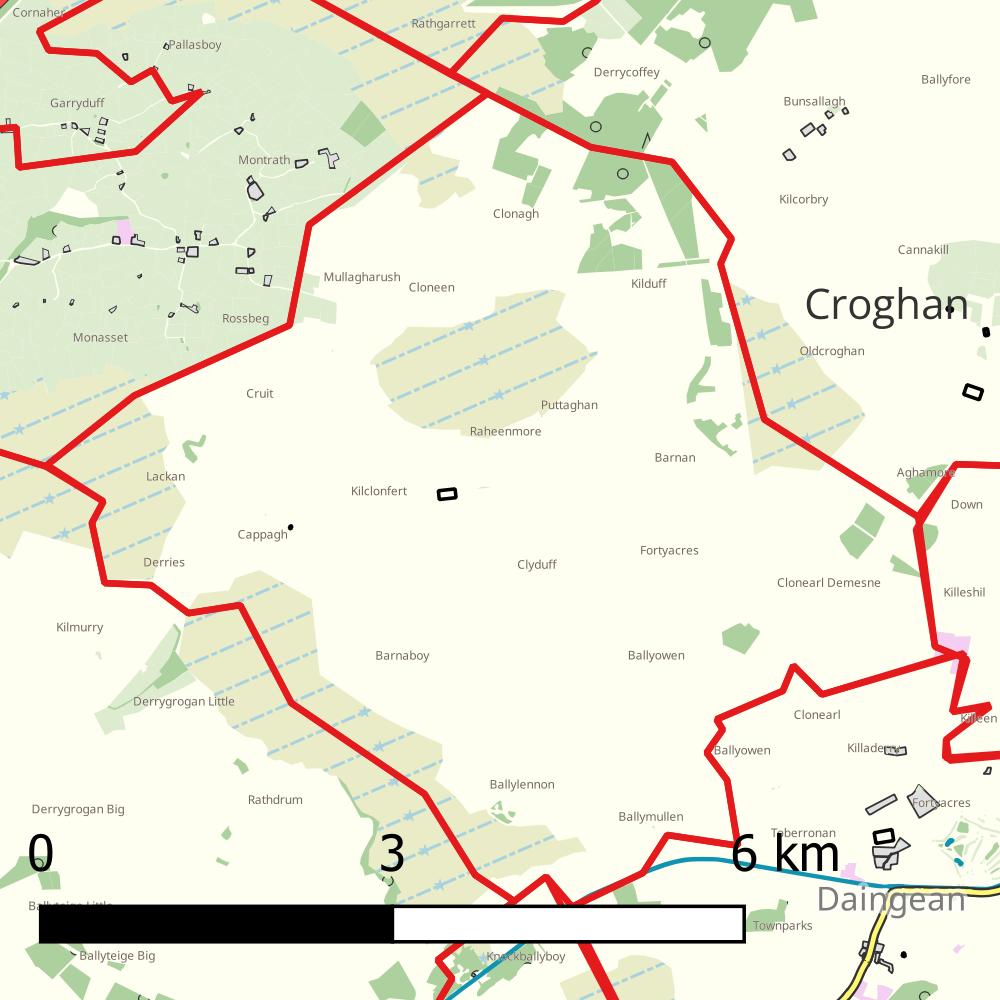 Cornaher
Rathgarrett
Pallasboy
Derrycoffey
Ballyfore
Garryduff
Bunsallagh
Montrath
Kilcorbry
Clonagh
Cannakill
Mullagharush
Cloneen
Kilduff
Croghan
Rossbeg
Monasset
Oldcroghan
Cruit
Puttaghan
Raheenmore
Barnan
Lackan
Aghamore
Kilclonfert
Down
Cappagh
Fortyacres
Derries
Clyduff
Clonearl Demesne
Killeshil
Kilmurry
Barnaboy
Ballyowen
Derrygrogan Little
Clonearl
Killeen
Ballyowen
Killaderry
Ballylennon
Rathdrum
Fortyacres
Derrygrogan Big
Ballymullen
Toberronan
0 3 6 km
Daingean
Ballyteige Little
Townparks
Ballyteige Big
Knockballyboy